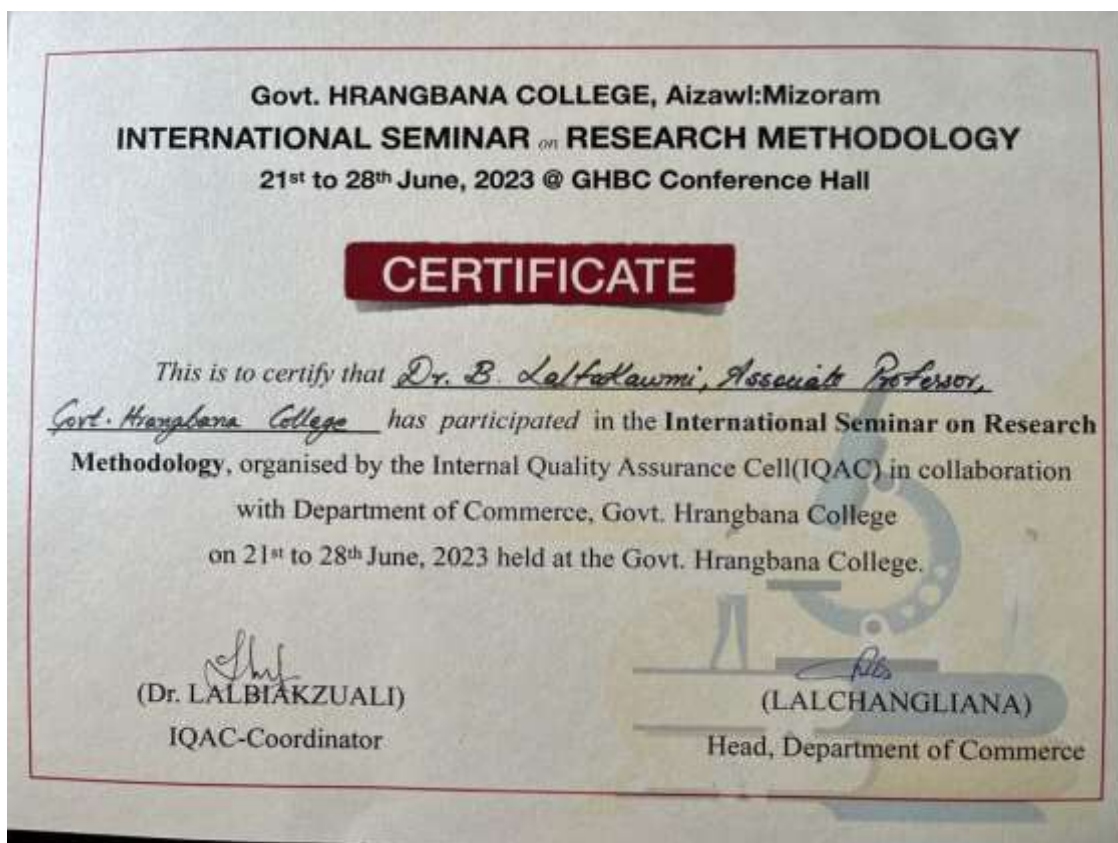 Govt. HRANGBANA COLLEGE, Aizawl:Mizoram
INTERNATIONAL SEMINAR on RESEARCH METHODOLOGY
21st to 28th June, 2023 @ GHBC Conference Hall
CERTIFICATE
This is to certify that Dr. B. Lalfakawmi, Associate Professor,
Govt. Hrangbana College has participated in the International Seminar on Research
Methodology, organised by the Internal Quality Assurance Cell(IQAC) in collaboration
with Department of Commerce, Govt. Hrangbana College
on 21st to 28th June, 2023 held at the Govt. Hrangbana College.
(Dr. LALBIAKZUALI)
IQAC-Coordinator
(LALCHANGLIANA)
Head, Department of Commerce